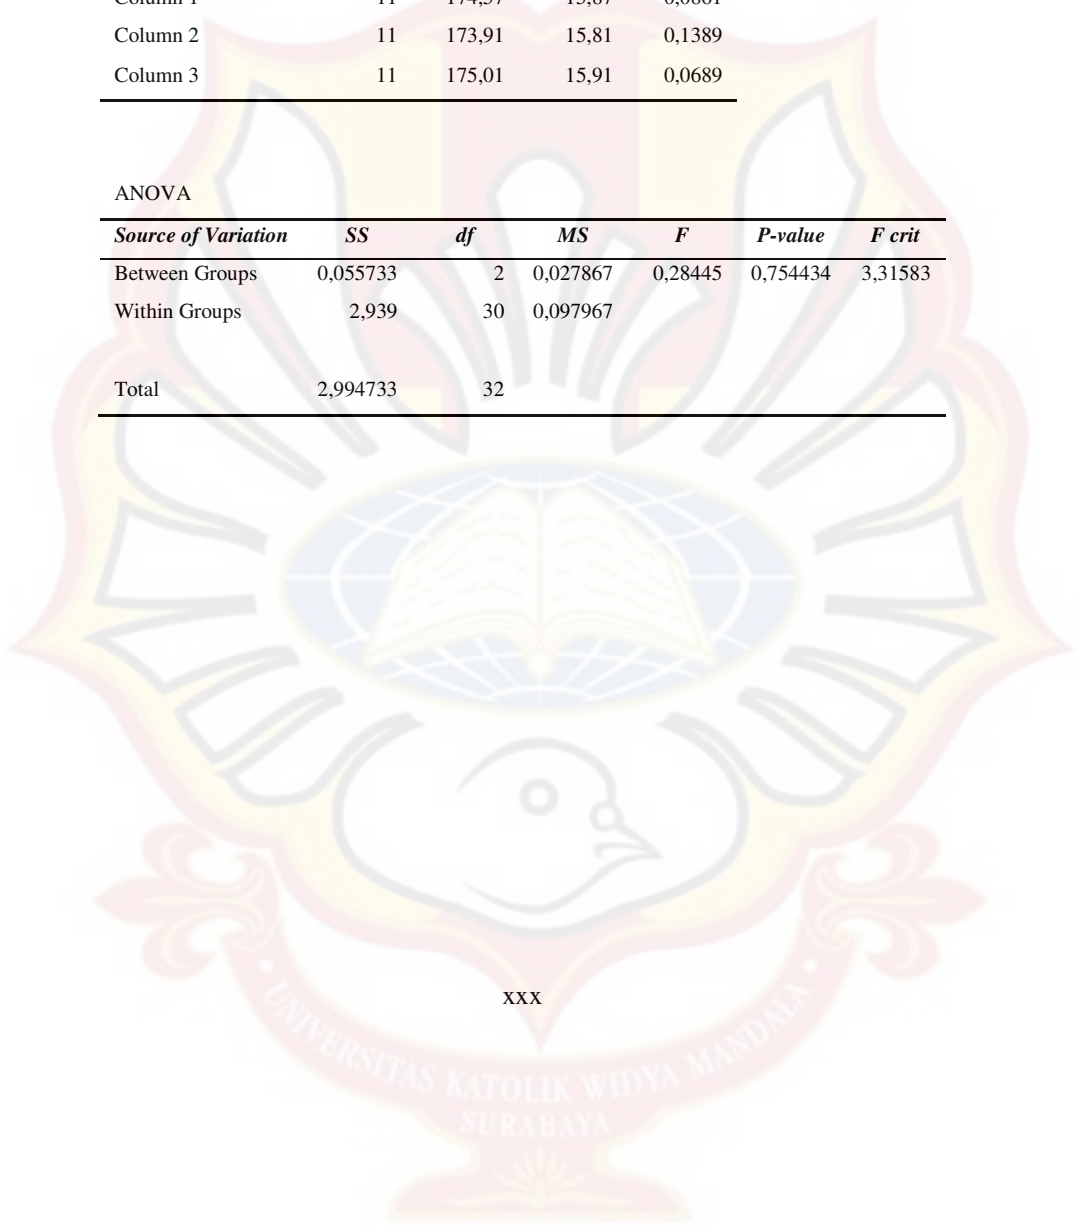 Column 2 11 173,91 15,81 0,1389
Column 3 11 175,01 15,91 0,0689
ANOVA
Source of Variation SS df MS F P-value F crit
Between Groups 0,055733 2 0,027867 0,28445 0,754434 3,31583
Within Groups 2,939 30 0,097967
Total 2,994733 32
xxx
UNIVERSITAS KATOLIK WIDYA MANDALA
SURABAYA